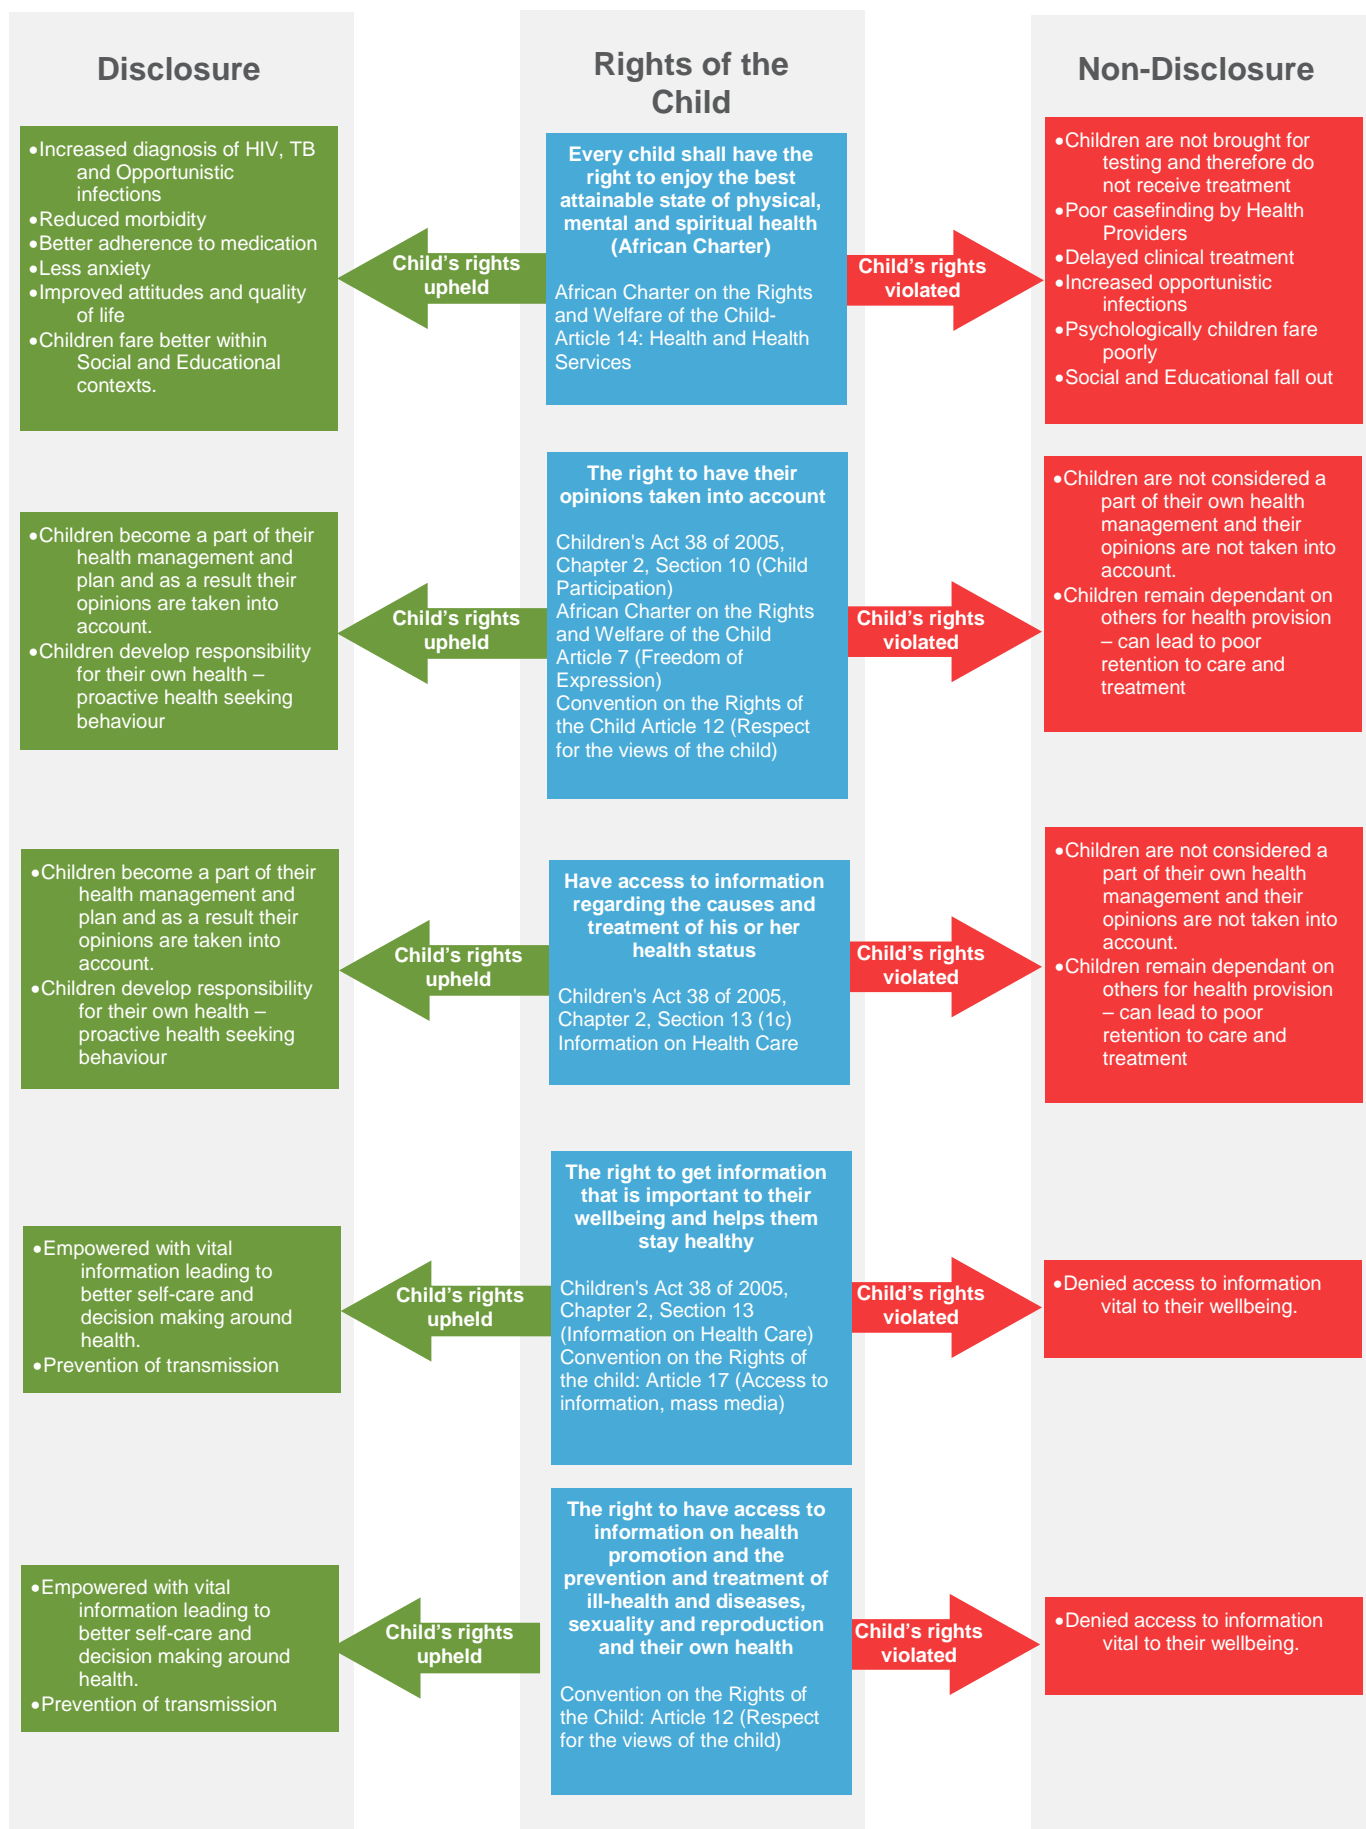 Disclosure
Rights of the
Child
Non-Disclosure
•Increased diagnosis of HIV, TB
and Opportunistic
infections
•Reduced morbidity
•Better adherence to medication
•Less anxiety
•Improved attitudes and quality
of life
•Children fare better within
Social and Educational
contexts.
Child's rights
upheld
Every child shall have the
right to enjoy the best
attainable state of physical,
mental and spiritual health
(African Charter)
African Charter on the Rights
and Welfare of the Child-
Article 14: Health and Health
Services
Child's rights
violated
•Children are not brought for
testing and therefore do
not receive treatment
•Poor casefinding by Health
Providers
•Delayed clinical treatment
•Increased opportunistic
infections
•Psychologically children fare
poorly
•Social and Educational fall out
•Children become a part of their
health management and
plan and as a result their
opinions are taken into
account.
•Children develop responsibility
for their own health –
proactive health seeking
behaviour
Child's rights
upheld
The right to have their
opinions taken into account
Children's Act 38 of 2005,
Chapter 2, Section 10 (Child
Participation)
African Charter on the Rights
and Welfare of the Child
Article 7 (Freedom of
Expression)
Convention on the Rights of
the Child Article 12 (Respect
for the views of the child)
Child's rights
violated
•Children are not considered a
part of their own health
management and their
opinions are not taken into
account.
•Children remain dependant on
others for health provision
– can lead to poor
retention to care and
treatment
•Children become a part of their
health management and
plan and as a result their
opinions are taken into
account.
•Children develop responsibility
for their own health –
proactive health seeking
behaviour
Child's rights
upheld
Have access to information
regarding the causes and
treatment of his or her
health status
Children's Act 38 of 2005,
Chapter 2, Section 13 (1c)
Information on Health Care
Child's rights
violated
•Children are not considered a
part of their own health
management and their
opinions are not taken into
account.
•Children remain dependant on
others for health provision
– can lead to poor
retention to care and
treatment
•Empowered with vital
information leading to
better self-care and
decision making around
health.
•Prevention of transmission
Child's rights
upheld
The right to get information
that is important to their
wellbeing and helps them
stay healthy
Children's Act 38 of 2005,
Chapter 2, Section 13
(Information on Health Care)
Convention on the Rights of
the child: Article 17 (Access to
information, mass media)
Child's rights
violated
•Denied access to information
vital to their wellbeing.
•Empowered with vital
information leading to
better self-care and
decision making around
health.
•Prevention of transmission
Child's rights
upheld
The right to have access to
information on health
promotion and the
prevention and treatment of
ill-health and diseases,
sexuality and reproduction
and their own health
Convention on the Rights of
the Child: Article 12 (Respect
for the views of the child)
Child's rights
violated
•Denied access to information
vital to their wellbeing.